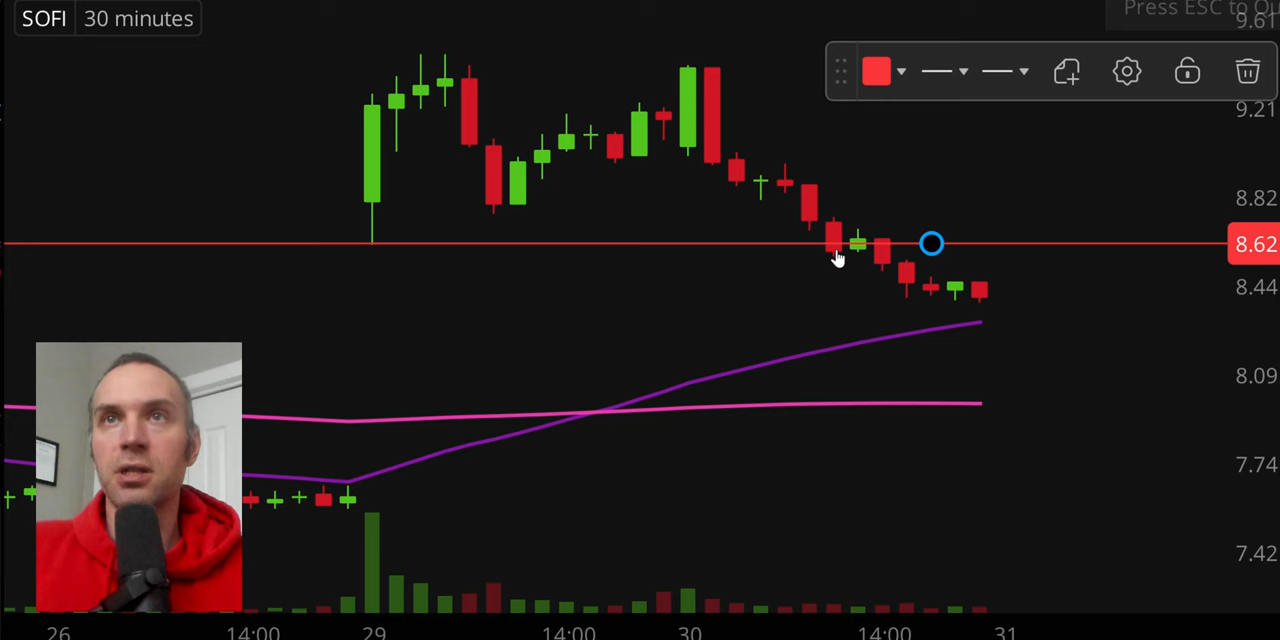 SOFI 30 minutes
Press ESC to Qu
9.61
9.21
8.82
8.62
8.44
8.09
7.74
7.42
26 14:00 29 14:00 30 14:00 31